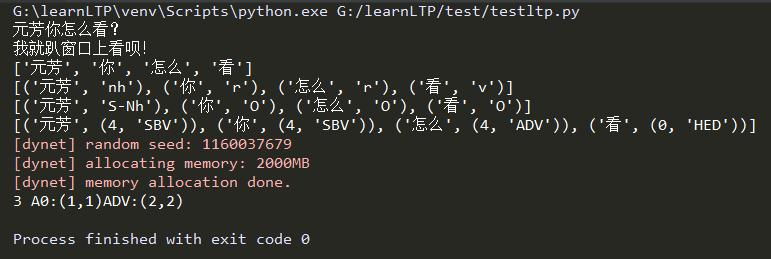 G:\learnLTP\venv\Scripts\python.exe G:/learnLTP/test/testltp.py
元芳你怎么看？
我就趴窗口上看呗！
['元芳', '你', '怎么', '看']
[('元芳', 'nh'), ('你', 'r'), ('怎么', 'r'), ('看', 'v')]
[('元芳', 'S-Nh'), ('你', 'O'), ('怎么', 'O'), ('看', 'O')]
[('元芳', (4, 'SBV')), ('你', (4, 'SBV')), ('怎么', (4, 'ADV')), ('看', (0, 'HED'))]
[dynet] random seed: 1160037679
[dynet] allocating memory: 2000MB
[dynet] memory allocation done.
3 A0:(1,1)ADV:(2,2)
Process finished with exit code 0